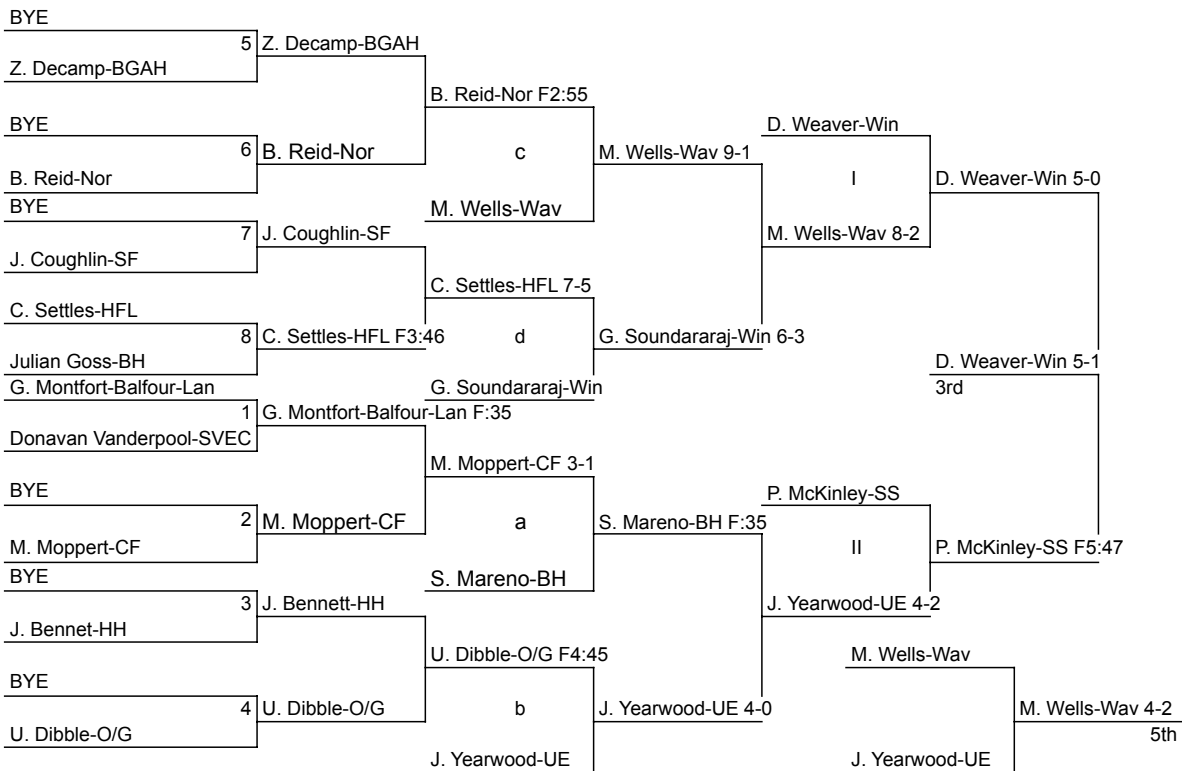 BYE
5 Z. Decamp-BGAH
Z. Decamp-BGAH
B. Reid-Nor F2:55
BYE
D. Weaver-Win
6 B. Reid-Nor
c
M. Wells-Wav 9-1
B. Reid-Nor
I
D. Weaver-Win 5-0
BYE
M. Wells-Wav
7 J. Coughlin-SF
M. Wells-Wav 8-2
J. Coughlin-SF
C. Settles-HFL 7-5
C. Settles-HFL
8 C. Settles-HFL F3:46
d
G. Soundararaj-Win 6-3
Julian Goss-BH
D. Weaver-Win 5-1
G. Montfort-Balfour-Lan
G. Soundararaj-Win
3rd
1 G. Montfort-Balfour-Lan F:35
Donavan Vanderpool-SVEC
M. Moppert-CF 3-1
BYE
P. McKinley-SS
2 M. Moppert-CF
a
S. Mareno-BH F:35
M. Moppert-CF
II
P. McKinley-SS F5:47
BYE
S. Mareno-BH
3 J. Bennett-HH
J. Yearwood-UE 4-2
J. Bennet-HH
U. Dibble-O/G F4:45
M. Wells-Wav
BYE
4 U. Dibble-O/G
b
J. Yearwood-UE 4-0
M. Wells-Wav 4-2
U. Dibble-O/G
5th
J. Yearwood-UE
J. Yearwood-UE